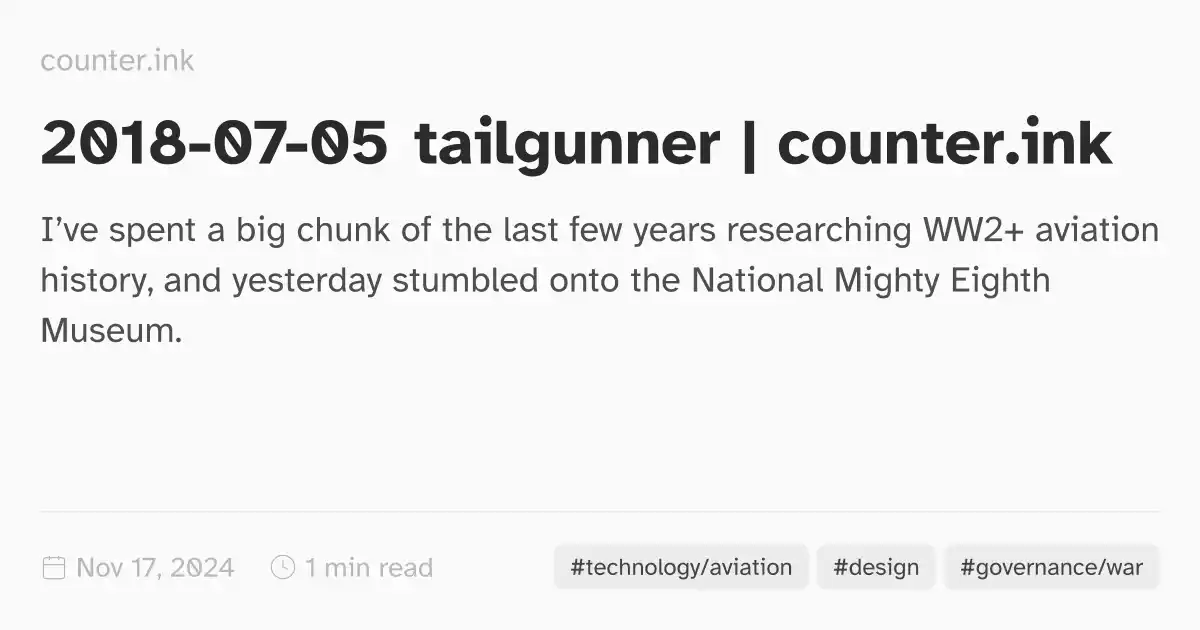 counter.ink
2018-07-05 tailgunner | counter.ink
I’ve spent a big chunk of the last few years researching WW2+ aviation
history, and yesterday stumbled onto the National Mighty Eighth
Museum.
Nov 17, 2024 1 min read #technology/aviation #design #governance/war